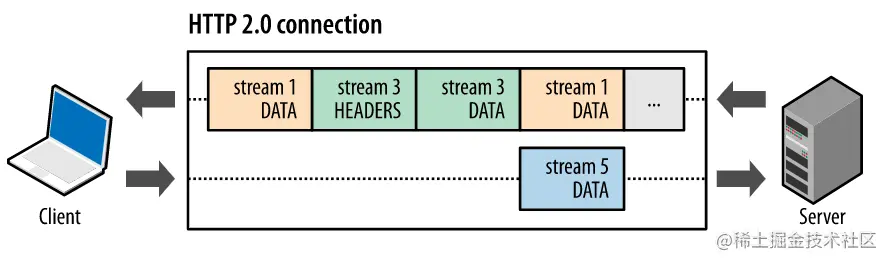 HTTP 2.0 connection
stream 1
DATA
stream 3
HEADERS
stream 3
DATA
stream 1
DATA
...
stream 5
DATA
Client
Server
@稀土掘金技术社区